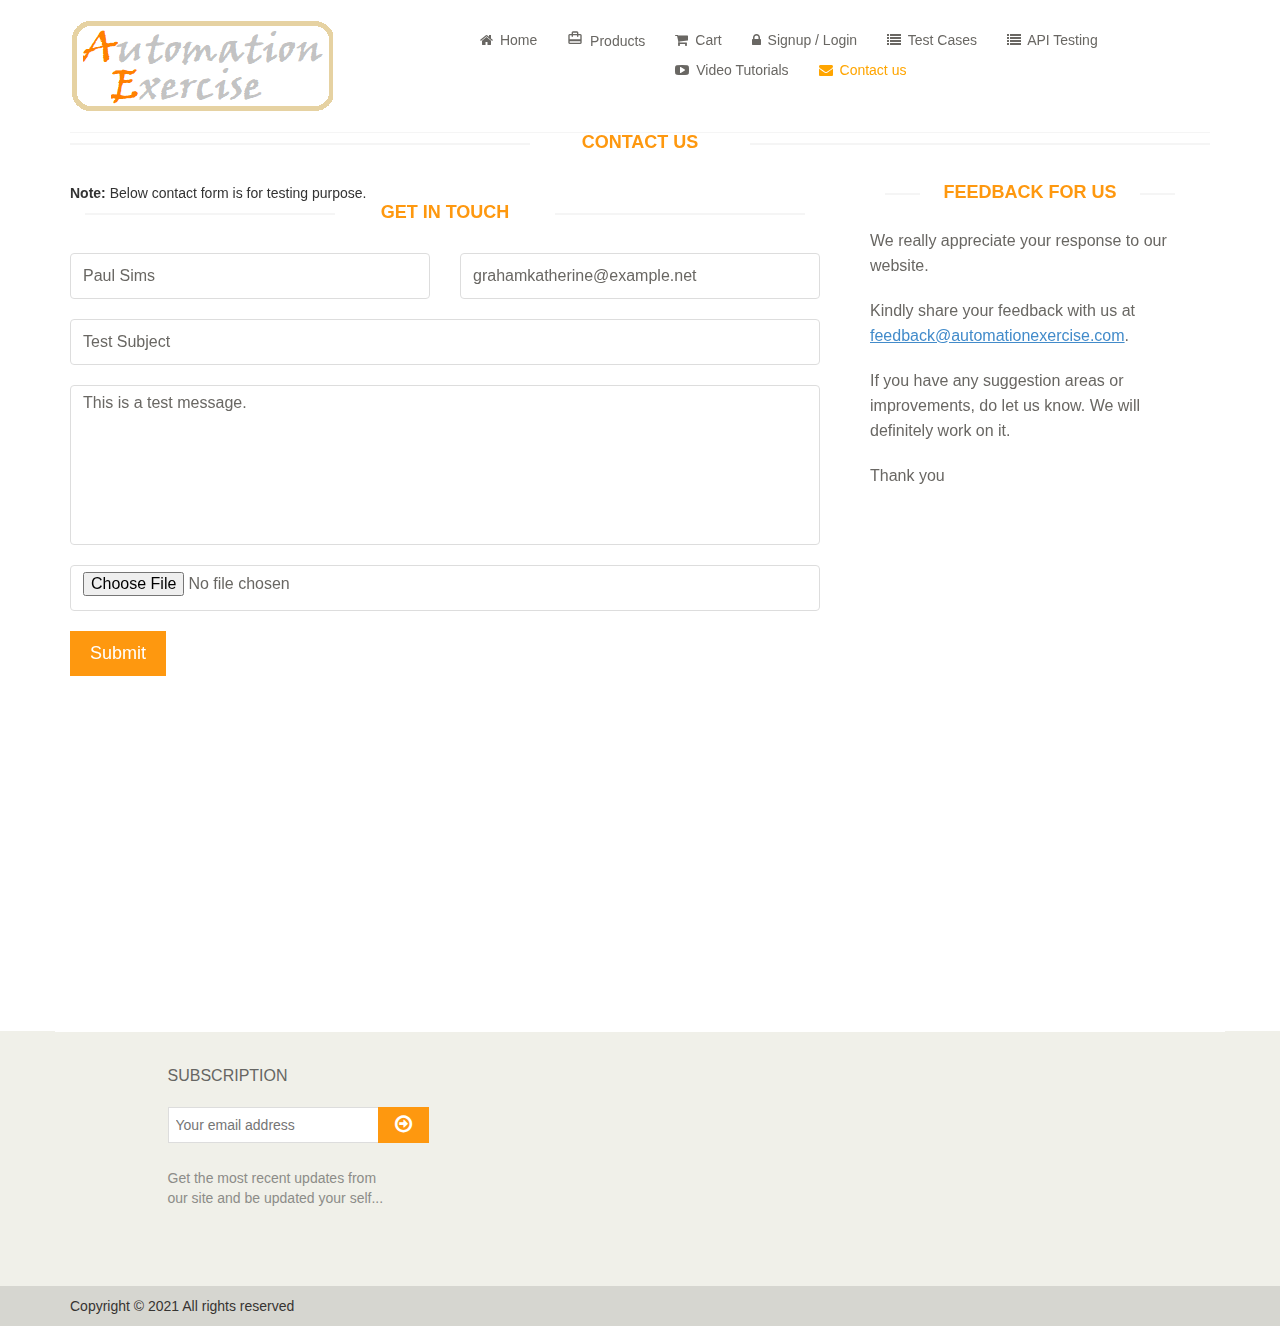 Automation
Exercise
Home
Products
Cart
Signup / Login
Test Cases
API Testing
Video Tutorials
Contact us
CONTACT US
Note: Below contact form is for testing purpose.
GET IN TOUCH
Paul Sims
grahamkatherine@example.net
Test Subject
This is a test message.
Choose File No file chosen
Submit
FEEDBACK FOR US
We really appreciate your response to our
website.
Kindly share your feedback with us at
feedback@automationexercise.com.
If you have any suggestion areas or
improvements, do let us know. We will
definitely work on it.
Thank you
SUBSCRIPTION
Your email address
Get the most recent updates from
our site and be updated your self...
Copyright © 2021 All rights reserved